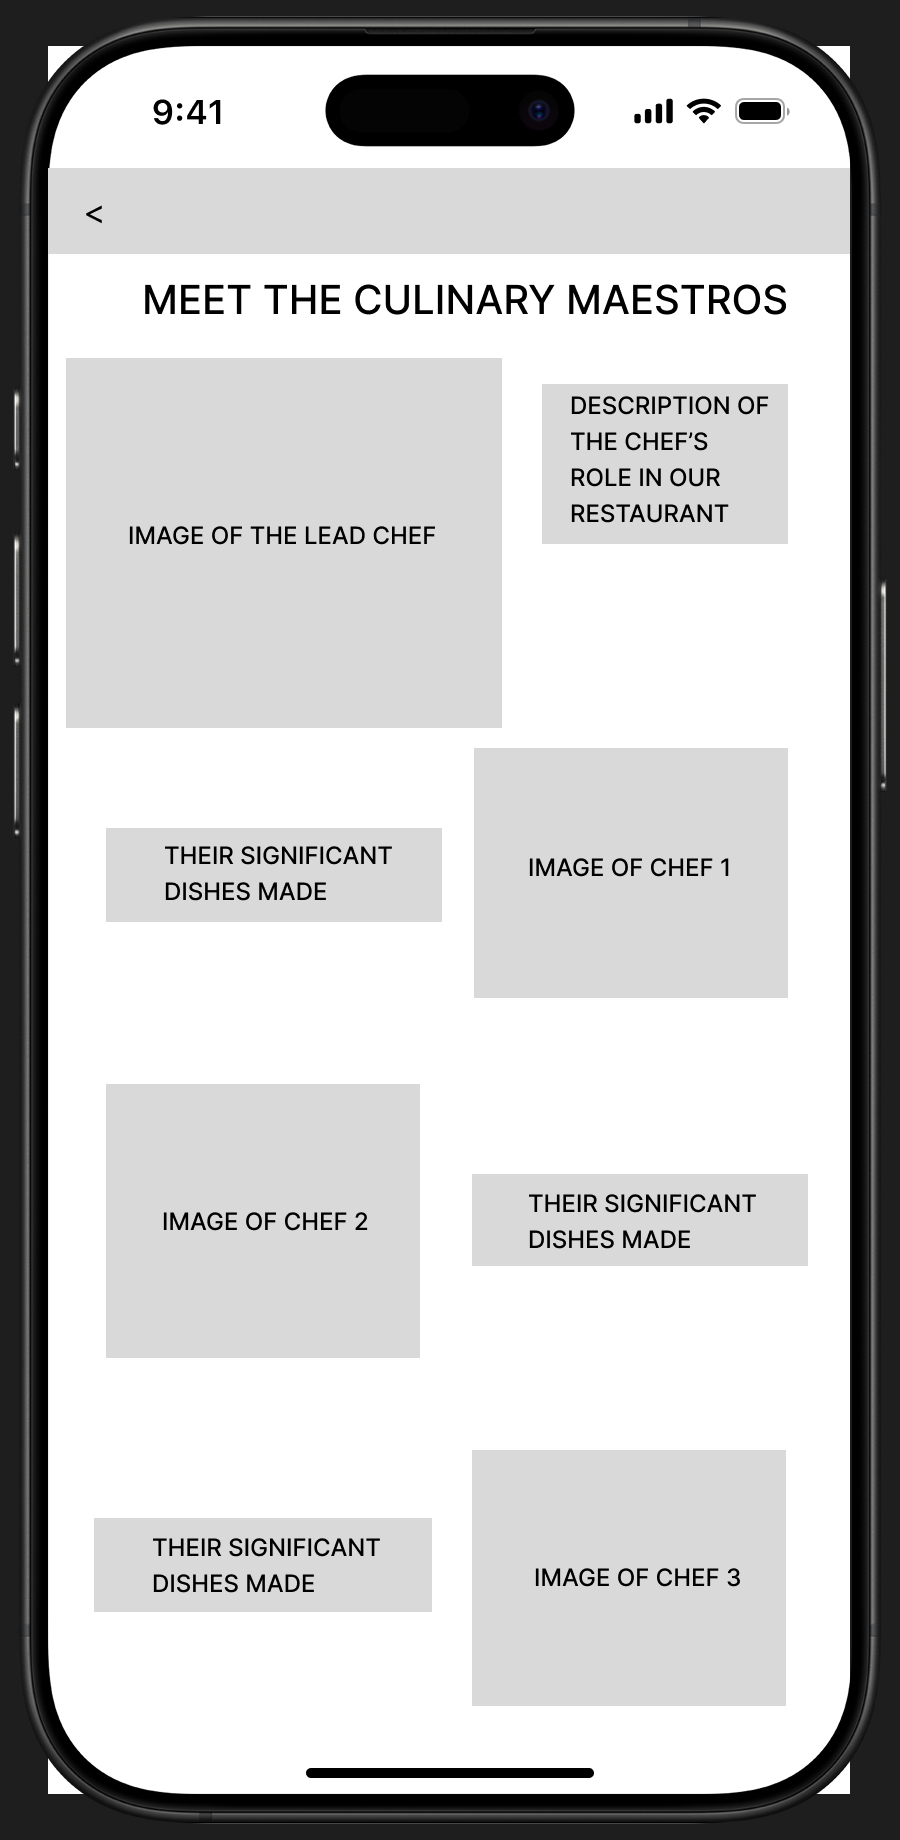 9:41
<
MEET THE CULINARY MAESTROS
IMAGE OF THE LEAD CHEF
DESCRIPTION OF
THE CHEF’S
ROLE IN OUR
RESTAURANT
THEIR SIGNIFICANT
DISHES MADE
IMAGE OF CHEF 1
IMAGE OF CHEF 2
THEIR SIGNIFICANT
DISHES MADE
THEIR SIGNIFICANT
DISHES MADE
IMAGE OF CHEF 3